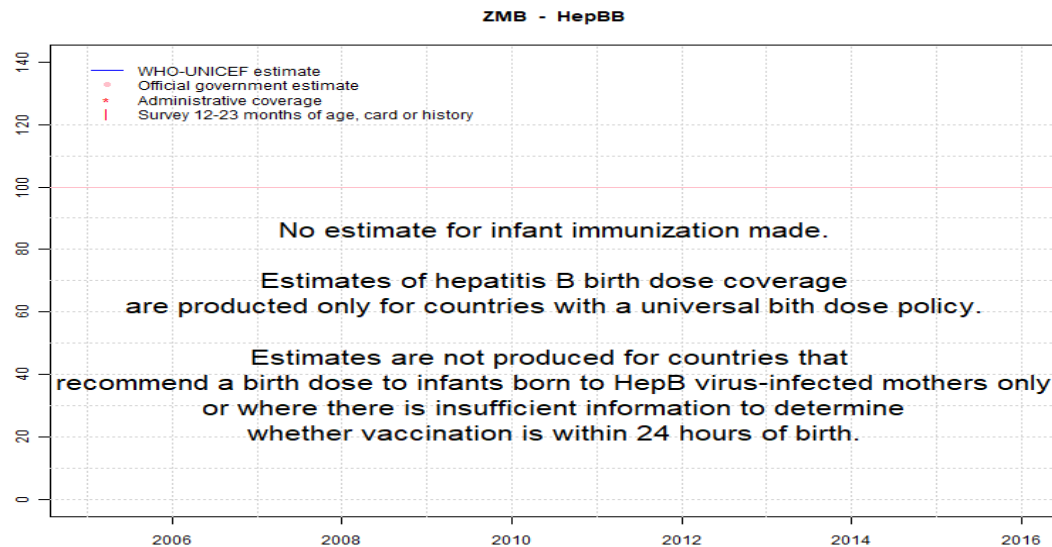 ZMB - HepBB
WHO-UNICEF estimate
Official government estimate
Administrative coverage
Survey 12-23 months of age, card or history
140
120
100
80
60
40
20
0
No estimate for infant immunization made.
Estimates of hepatitis B birth dose coverage
are producted only for countries with a universal bith dose policy.
Estimates are not produced for countries that
recommend a birth dose to infants born to HepB virus-infected mothers only
or where there is insufficient information to determine
whether vaccination is within 24 hours of birth.
2006 2008 2010 2012 2014 2016